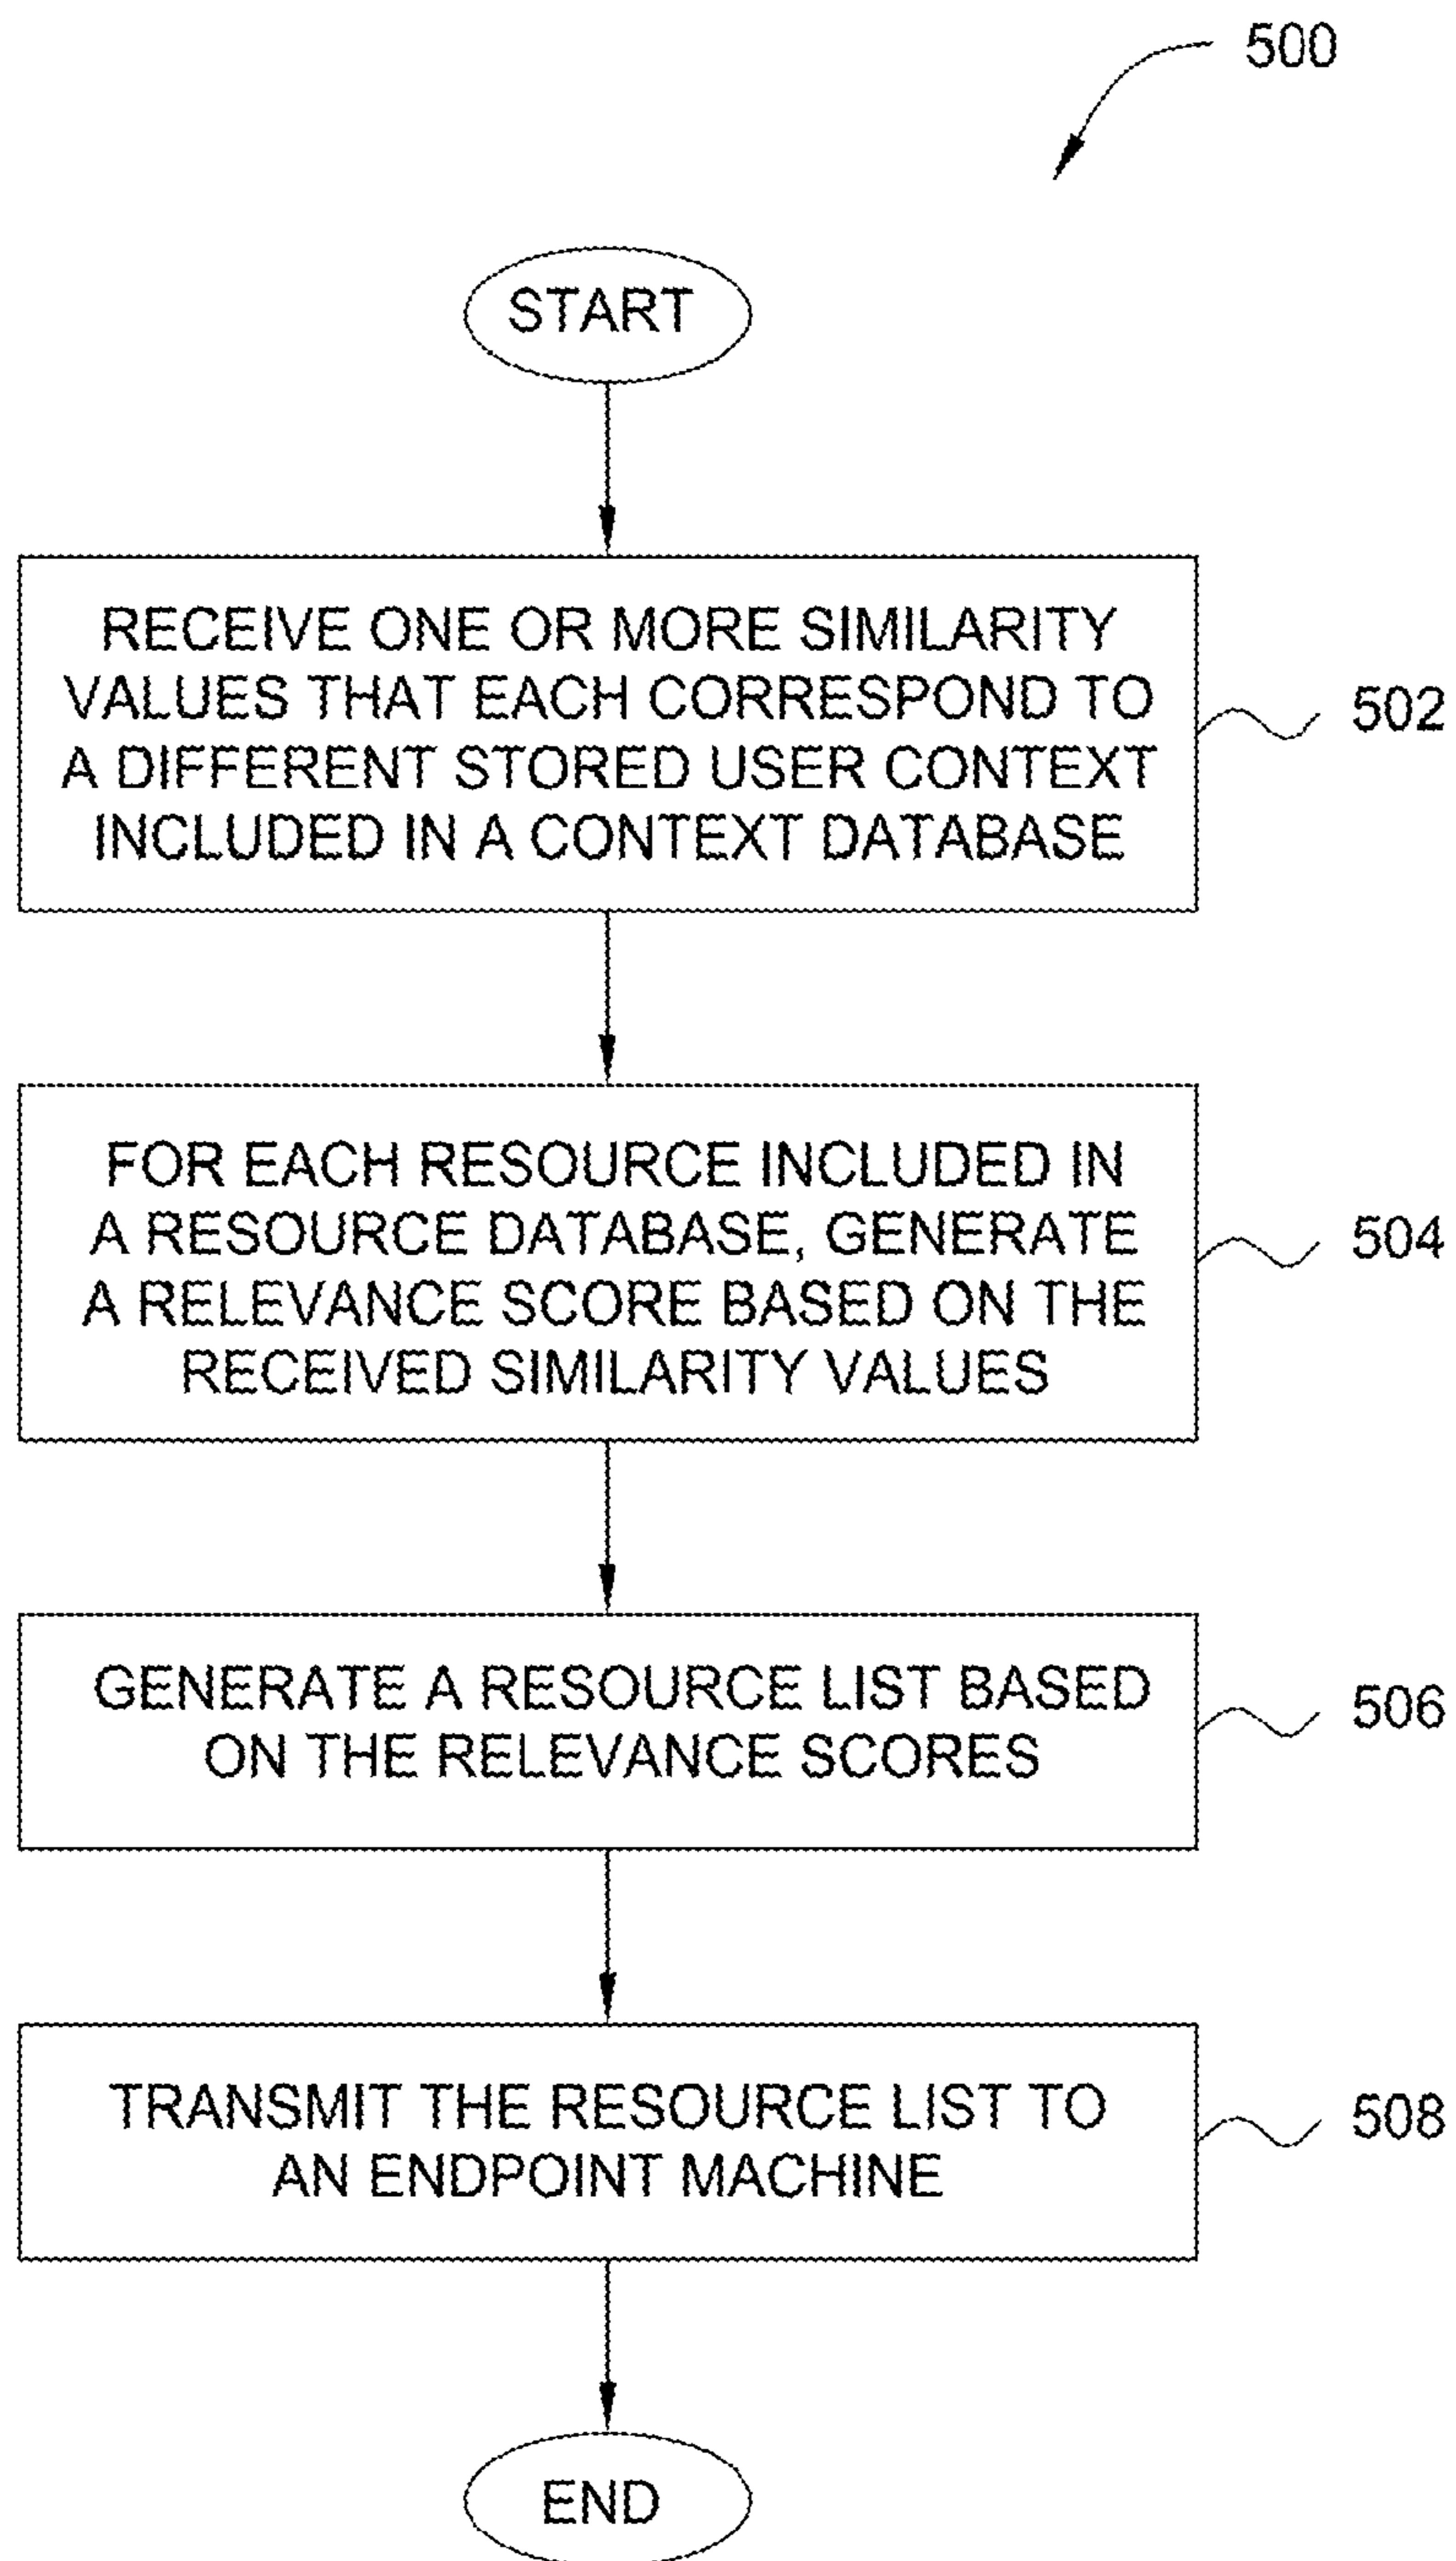 500
START
RECEIVE ONE OR MORE SIMILARITY
VALUES THAT EACH CORRESPOND TO
A DIFFERENT STORED USER CONTEXT
INCLUDED IN A CONTEXT DATABASE
502
FOR EACH RESOURCE INCLUDED IN
A RESOURCE DATABASE, GENERATE
A RELEVANCE SCORE BASED ON THE
RECEIVED SIMILARITY VALUES
504
GENERATE A RESOURCE LIST BASED
ON THE RELEVANCE SCORES
506
TRANSMIT THE RESOURCE LIST TO
AN ENDPOINT MACHINE
508
END